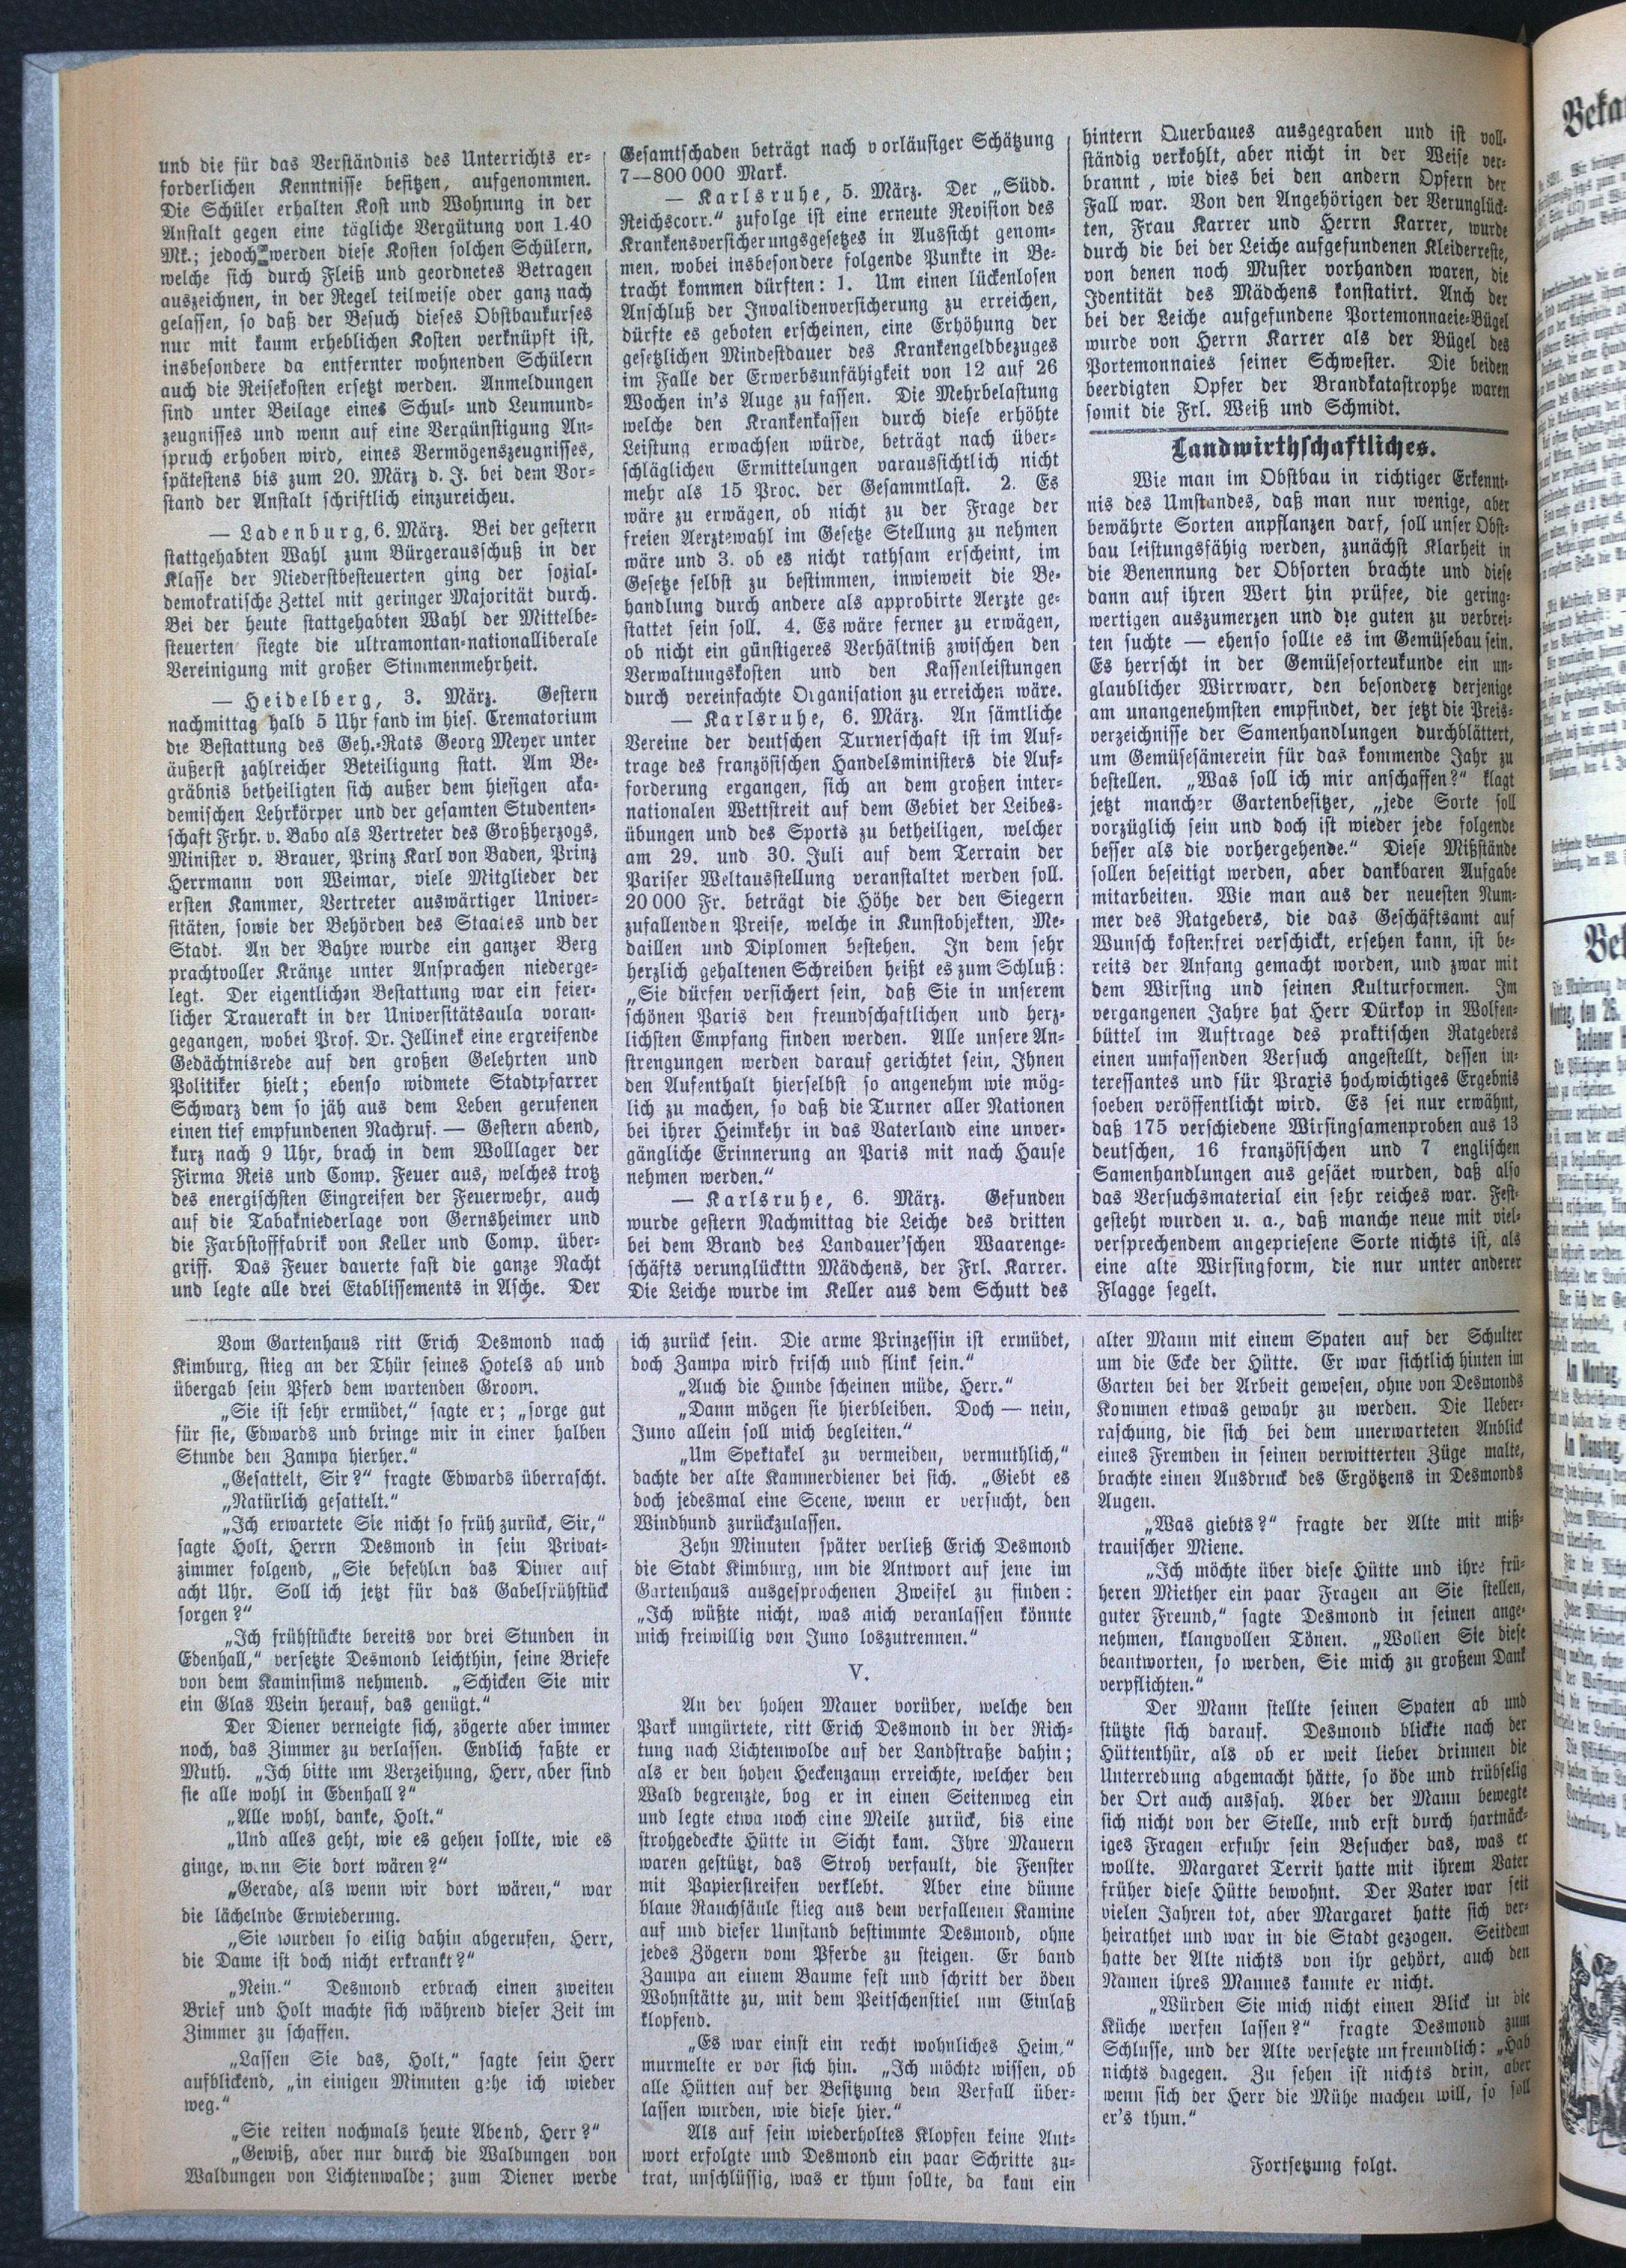 und die für das Verständnis des Unterrichts er-
forderlichen Kenntnisse besitzen, aufgenommen.
Die Schüler erhalten Kost und Wohnung in der
Anstalt gegen eine tägliche Vergütung von 1.40
Mk.; jedoch werden diese Kosten solchen Schülern,
welche sich durch Fleiß und geordnetes Betragen
auszeichnen, in der Regel teilweise oder ganz nach
gelassen, so daß der Besuch dieses Obstbaukurses
nur mit kaum erheblichen Kosten verknüpft ist,
insbesondere da entfernter wohnenden Schülern
auch die Reisekosten ersetzt werden. Anmeldungen
sind unter Beilage eines Schul- und Leumund-
zeugnisses und wenn auf eine Vergünstigung An-
spruch erhoben wird, eines Vermögenszeugnisses,
spätestens bis zum 20. März d. J. bei dem Vor-
stand der Anstalt schriftlich einzureichen.
— Ladenburg, 6. März. Bei der gestern
stattgehabten Wahl zum Bürgerausschuß in der
Klasse der Niederstbesteuerten ging der sozial-
demokratische Zettel mit geringer Majorität durch.
Bei der heute stattgehabten Wahl der Mittelbe-
steuerten siegte die ultramontan-nationalliberale
Vereinigung mit großer Stimmenmehrheit.
— Heidelberg, 3. März. Gestern
nachmittag halb 5 Uhr fand im hies. Crematorium
die Bestattung des Geh.-Rats Georg Meyer unter
äußerst zahlreicher Beteiligung statt. Am Be-
gräbnis betheiligten sich außer dem hiesigen aka-
demischen Lehrkörper und der gesamten Studenten-
schaft Frhr. v. Babo als Vertreter des Großherzogs,
Minister v. Brauer, Prinz Karl von Baden, Prinz
Herrmann von Weimar, viele Mitglieder der
ersten Kammer, Vertreter auswärtiger Univer-
sitäten, sowie der Behörden des Staates und der
Stadt. An der Bahre wurde ein ganzer Berg
prachtvoller Kränze unter Ansprachen niederge-
legt. Der eigentlichen Bestattung war ein feier-
licher Trauerakt in der Universitätsaula voran-
gegangen, wobei Prof. Dr. Jellinek eine ergreifende
Gedächtnisrede auf den großen Gelehrten und
Politiker hielt; ebenso widmete Stadtpfarrer
Schwarz dem so jäh aus dem Leben gerufenen
einen tief empfundenen Nachruf. — Gestern abend,
kurz nach 9 Uhr, brach in dem Wolllager der
Firma Reis und Comp. Feuer aus, welches trotz
des energischsten Eingreifen der Feuerwehr, auch
auf die Tabakniederlage von Gernsheimer und
die Farbstofffabrik von Keller und Comp. über-
griff. Das Feuer dauerte fast die ganze Nacht
und legte alle drei Etablissements in Asche. Der
Gesamtschaden beträgt nach vorläufiger Schätzung
7—800 000 Mark.
— Karlsruhe, 5. März. Der „Südd.
Reichscorr.“ zufolge ist eine erneute Revision des
Krankensversicherungsgesetzes in Aussicht genom-
men, wobei insbesondere folgende Punkte in Be-
tracht kommen dürften: 1. Um einen lückenlosen
Anschluß der Invalidenversicherung zu erreichen,
dürfte es geboten erscheinen, eine Erhöhung der
gesetzlichen Mindestdauer des Krankengeldbezuges
im Falle der Erwerbsunfähigkeit von 12 auf 26
Wochen in's Auge zu fassen. Die Mehrbelastung
welche den Krankenkassen durch diese erhöhte
Leistung erwachsen würde, beträgt nach über-
schläglichen Ermittelungen varaussichtlich nicht
mehr als 15 Proc. der Gesammtlast. 2. Es
wäre zu erwägen, ob nicht zu der Frage der
freien Aerztewahl im Gesetze Stellung zu nehmen
wäre und 3. ob es nicht rathsam erscheint, im
Gesetze selbst zu bestimmen, inwieweit die Be-
handlung durch andere als approbirte Aerzte ge-
stattet sein soll. 4. Es wäre ferner zu erwägen,
ob nicht ein günstigeres Verhältniß zwischen den
Verwaltungskosten und den Kassenleistungen
durch vereinfachte Organisation zu erreichen wäre.
— Karlsruhe, 6. März. An sämtliche
Vereine der deutschen Turnerschaft ist im Auf-
trage des französischen Handelsministers die Auf-
forderung ergangen, sich an dem großen inter-
nationalen Wettstreit auf dem Gebiet der Leibes-
übungen und des Sports zu betheiligen, welcher
am 29. und 30. Juli auf dem Terrain der
Pariser Weltausstellung veranstaltet werden soll.
20 000 Fr. beträgt die Höhe der den Siegern
zufallenden Preise, welche in Kunstobjekten, Me-
daillen und Diplomen bestehen. In dem sehr
herzlich gehaltenen Schreiben heißt es zum Schluß:
„Sie dürfen versichert sein, daß Sie in unserem
schönen Paris den freundschaftlichen und herz-
lichsten Empfang finden werden. Alle unsere An-
strengungen werden darauf gerichtet sein, Ihnen
den Aufenthalt hierselbst so angenehm wie mög-
lich zu machen, so daß die Turner aller Nationen
bei ihrer Heimkehr in das Vaterland eine unver-
gängliche Erinnerung an Paris mit nach Hause
nehmen werden.“
— Karlsruhe, 6. März. Gefunden
wurde gestern Nachmittag die Leiche des dritten
bei dem Brand des Landauer'schen Waarenge-
schäfts verunglückttn Mädchens, der Frl. Karrer.
Die Leiche wurde im Keller aus dem Schutt des
hintern Querbaues ausgegraben und ist voll-
ständig verkohlt, aber nicht in der Weise ver-
brannt, wie dies bei den andern Opfern der
Fall war. Von den Angehörigen der Verunglück-
ten, Frau Karrer und Herrn Karrer, wurde
durch die bei der Leiche aufgefundenen Kleiderreste,
von denen noch Muster vorhanden waren, die
Identität des Mädchens konstatirt. Auch der
bei der Leiche aufgefundene Portemonnaeie-Bügel
wurde von Herrn Karrer als der Bügel des
Portemonnaies seiner Schwester. Die beiden
beerdigten Opfer der Brandkatastrophe waren
somit die Frl. Weiß und Schmidt.
Landwirthschaftliches.
Wie man im Obstbau in richtiger Erkennt-
nis des Umstandes, daß man nur wenige, aber
bewährte Sorten anpflanzen darf, soll unser Obst-
bau leistungsfähig werden, zunächst Klarheit in
die Benennung der Obsorten brachte und diese
dann auf ihren Wert hin prüfee, die gering-
wertigen auszumerzen und die guten zu verbrei-
ten suchte — ebenso sollte es im Gemüsebau sein.
Es herrscht in der Gemüsesorteukunde ein un-
glaublicher Wirrwarr, den besonders derjenige
am unangenehmsten empfindet, der jetzt die Preis-
verzeichnisse der Samenhandlungen durchblättert,
um Gemüsesämerein für das kommende Jahr zu
bestellen. „Was soll ich mir anschaffen?“ klagt
jetzt mancher Gartenbesitzer, „jede Sorte soll
vorzüglich sein und doch ist wieder jede folgende
besser als die vorhergehende.“ Diese Mißstände
sollen beseitigt werden, aber dankbaren Aufgabe
mitarbeiten. Wie man aus der neuesten Num-
mer des Ratgebers, die das Geschäftsamt auf
Wunsch kostenfrei verschickt, ersehen kann, ist be-
reits der Anfang gemacht worden, und zwar mit
dem Wirsing und seinen Kulturformen. Im
vergangenen Jahre hat Herr Dürkop in Wolfen-
büttel im Auftrage des praktischen Ratgebers
einen umfassenden Versuch angestellt, dessen in-
teressantes und für Praxis hochwichtiges Ergebnis
soeben veröffentlicht wird. Es sei nur erwähnt,
daß 175 verschiedene Wirsingsamenproben aus 13
deutschen, 16 französischen und 7 englischen
Samenhandlungen aus gesäet wurden, daß also
das Versuchsmaterial ein sehr reiches war. Fest-
gesteht wurden u. a., daß manche neue mit viel-
versprechendem angepriesene Sorte nichts ist, als
eine alte Wirsingform, die nur unter anderer
Flagge segelt.
Vom Gartenhaus ritt Erich Desmond nach
Kimburg, stieg an der Thür seines Hotels ab und
übergab sein Pferd dem wartenden Groom.
„Sie ist sehr ermüdet,“ sagte er; „sorge gut
für sie, Edwards und bringe mir in einer halben
Stunde den Zampa hierher.“
„Gesattelt, Sir?“ fragte Edwards überrascht.
„Natürlich gesattelt.“
„Ich erwartete Sie nicht so früh zurück, Sir,“
sagte Holt, Herrn Desmond in sein Privat-
zimmer folgend, „Sie befehlen das Diner auf
acht Uhr. Soll ich jetzt für das Gabelfrühstück
sorgen?“
„Ich frühstückte bereits vor drei Stunden in
Edenhall,“ versetzte Desmond leichthin, seine Briefe
von dem Kaminsims nehmend. „Schicken Sie mir
ein Glas Wein herauf, das genügt.“
Der Diener verneigte sich, zögerte aber immer
noch, das Zimmer zu verlassen. Endlich faßte er
Muth. „Ich bitte um Verzeihung, Herr, aber sind
sie alle wohl in Edenhall?“
„Alle wohl, danke, Holt.“
„Und alles geht, wie es gehen sollte, wie es
ginge, wenn Sie dort wären?“
„Gerade, als wenn wir dort wären,“ war
die lächelnde Erwiederung.
„Sie wurden so eilig dahin abgerufen, Herr,
die Dame ist doch nicht erkrankt?“
„Nein.“ Desmond erbrach einen zweiten
Brief und Holt machte sich während dieser Zeit im
Zimmer zu schaffen.
„Lassen Sie das, Holt,“ sagte sein Herr
aufblickend, „in einigen Minuten gehe ich wieder
weg.“
„Sie reiten nochmals heute Abend, Herr?“
„Gewiß, aber nur durch die Waldungen von
Waldungen von Lichtenwalde; zum Diener werde
ich zurück sein. Die arme Prinzessin ist ermüdet,
doch Zampa wird frisch und flink sein.“
„Auch die Hunde scheinen müde, Herr.“
„Dann mögen sie hierbleiben. Doch — nein,
Juno allein soll mich begleiten.“
„Um Spektakel zu vermeiden, vermuthlich,“
dachte der alte Kammerdiener bei sich. „Giebt es
doch jedesmal eine Scene, wenn er versucht, den
Windhund zurückzulassen.
Zehn Minuten später verließ Erich Desmond
die Stadt Kimburg, um die Antwort auf jene im
Gartenhaus ausgesprochenen Zweifel zu finden:
„Ich wüßte nicht, was mich veranlassen könnte
mich freiwillig von Juno loszutrennen.“
V.
An der hohen Mauer vorüber, welche den
Park umgürtete, ritt Erich Desmond in der Rich-
tung nach Lichtenwolde auf der Landstraße dahin;
als er den hohen Heckenzaun erreichte, welcher den
Wald begrenzte, bog er in einen Seitenweg ein
und legte etwa noch eine Meile zurück, bis eine
strohgedeckte Hütte in Sicht kam. Ihre Mauern
waren gestützt, das Stroh verfault, die Fenster
mit Papierstreifen verklebt. Aber eine dünne
blaue Rauchsäule stieg aus dem verfallenen Kamine
auf und dieser Umstand bestimmte Desmond, ohne
jedes Zögern vom Pferde zu steigen. Er band
Zampa an einem Baume fest und schritt der öden
Wohnstätte zu, mit dem Peitschenstiel um Einlaß
klopfend.
„Es war einst ein recht wohnliches Heim,“
murmelte er vor sich hin. „Ich möchte wissen, ob
alle Hütten auf der Besitzung dem Verfall über-
lassen wurden, wie diese hier.“
Als auf sein wiederholtes Klopfen keine Ant-
wort erfolgte und Desmond ein paar Schritte zu-
trat, unschlüssig, was er thun sollte, da kam ein
alter Mann mit einem Spaten auf der Schulter
um die Ecke der Hütte. Er war sichtlich hinten im
Garten bei der Arbeit gewesen, ohne von Desmonds
Kommen etwas gewahr zu werden. Die Ueber-
raschung, die sich bei dem unerwarteten Anblick
eines Fremden in seinen verwitterten Züge malte,
brachte einen Ausdruck des Ergötzens in Desmonds
Augen.
„Was giebts?“ fragte der Alte mit miß-
trauischer Miene.
„Ich möchte über diese Hütte und ihre frü-
heren Miether ein paar Fragen an Sie stellen,
guter Freund,“ sagte Desmond in seinen ange-
nehmen, klangvollen Tönen. „Wollen Sie diese
beantworten, so werden, Sie mich zu großem Dank
verpflichten.“
Der Mann stellte seinen Spaten ab und
stützte sich darauf. Desmond blickte nach der
Hüttenthür, als ob er weit lieber drinnen die
Unterredung abgemacht hätte, so öde und trübselig
der Ort auch aussah. Aber der Mann bewegte
sich nicht von der Stelle, und erst durch hartnäck-
iges Fragen erfuhr sein Besucher das, was er
wollte. Margaret Territ hatte mit ihrem Vater
früher diese Hütte bewohnt. Der Vater war seit
vielen Jahren tot, aber Margaret hatte sich ver-
heirathet und war in die Stadt gezogen. Seitdem
hatte der Alte nichts von ihr gehört, auch den
Namen ihres Mannes kannte er nicht.
„Würden Sie mich nicht einen Blick in die
Küche werfen lassen?“ fragte Desmond zum
Schlusse, und der Alte versetzte unfreundlich: „Hab
nichts dagegen. Zu sehen ist nichts drin, aber
wenn sich der Herr die Mühe machen will, so soll
er's thun.“
Fortsetzung folgt.